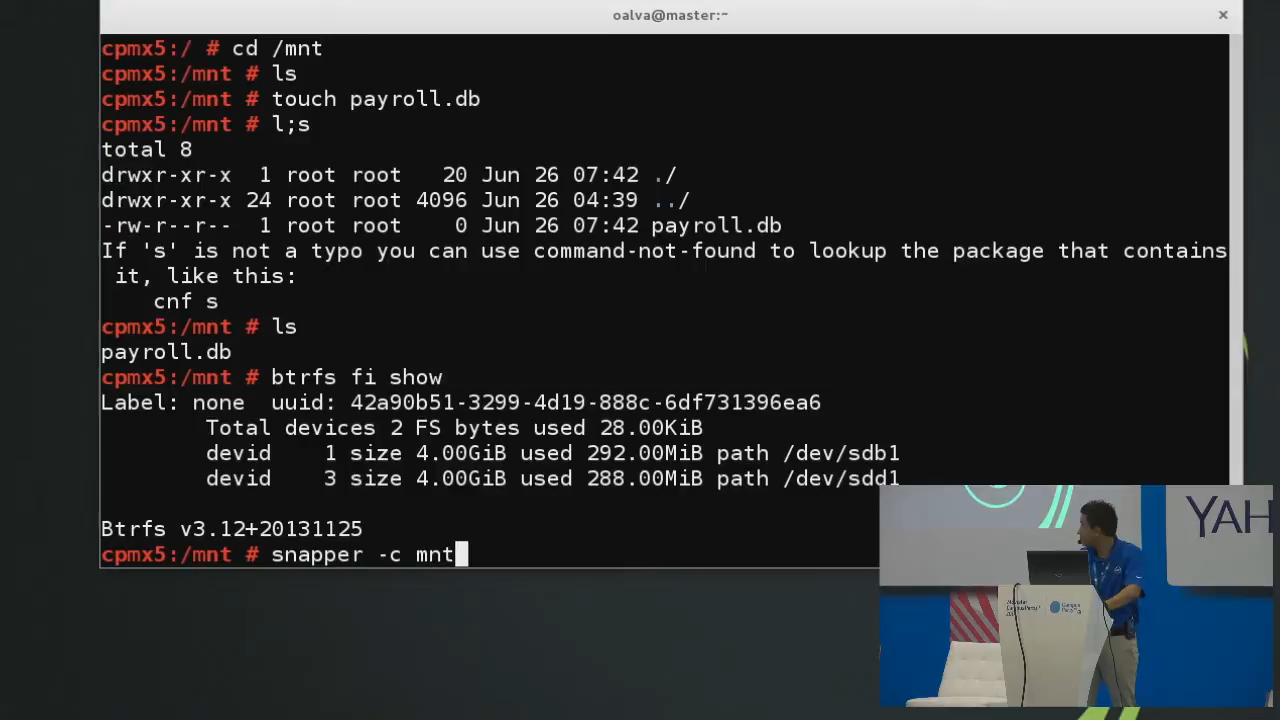 oalva@master:~
cpmx5:/ # cd /mnt
cpmx5:/mnt # ls
cpmx5:/mnt # touch payroll.db
cpmx5:/mnt # l;s
total 8
drwxr-xr-x  1 root root   20 Jun 26 07:42 ./
drwxr-xr-x 24 root root 4096 Jun 26 04:39 ../
-rw-r--r--  1 root root    0 Jun 26 07:42 payroll.db
If 's' is not a typo you can use command-not-found to lookup the package that contains
 it, like this:
    cnf s
cpmx5:/mnt # ls
payroll.db
cpmx5:/mnt # btrfs fi show
Label: none  uuid: 42a90b51-3299-4d19-888c-6df731396ea6
        Total devices 2 FS bytes used 28.00KiB
        devid    1 size 4.00GiB used 292.00MiB path /dev/sdb1
        devid    3 size 4.00GiB used 288.00MiB path /dev/sdd1
Btrfs v3.12+20131125
cpmx5:/mnt # snapper -c mnt
YAH